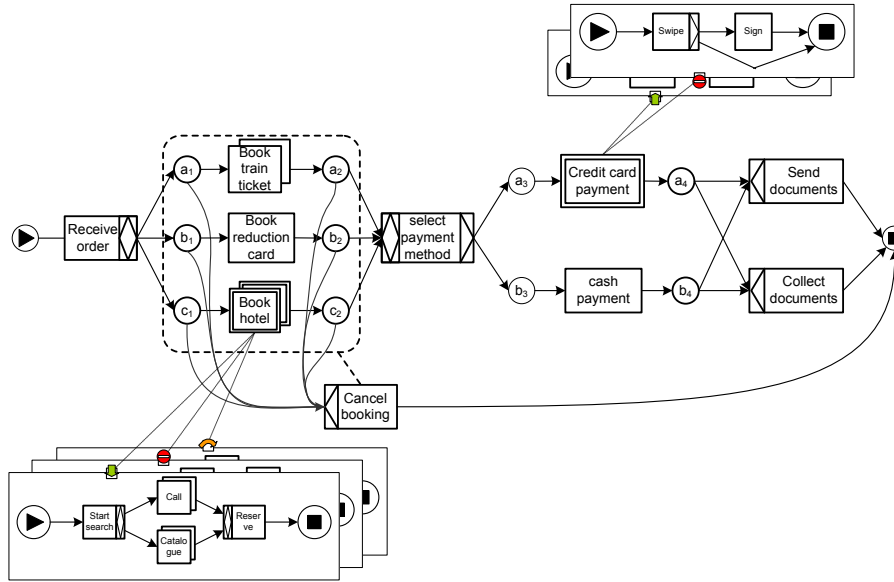 Swipe
Sign
Book
train
ticket
a1
a2
Receive
order
b1
Book
reduction
card
b2
select
payment
method
a3
Credit card
payment
a4
Send
documents
c1
Book
hotel
c2
b3
cash
payment
b4
Collect
documents
Cancel
booking
Start
search
Call
Catalo
gue
Reser
ve